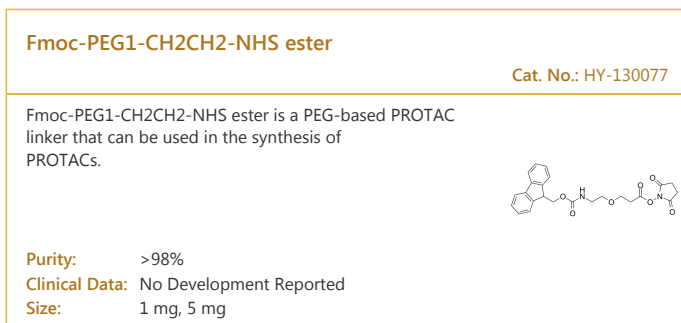 Fmoc-PEG1-CH2CH2-NHS ester
Cat. No.: HY-130077
Fmoc-PEG1-CH2CH2-NHS ester is a PEG-based PROTAC
linker that can be used in the synthesis of
PROTACs.
O
O
H
N
O
N
O
O
O
O
O
Purity: >98%
Clinical Data: No Development Reported
Size: 1 mg, 5 mg